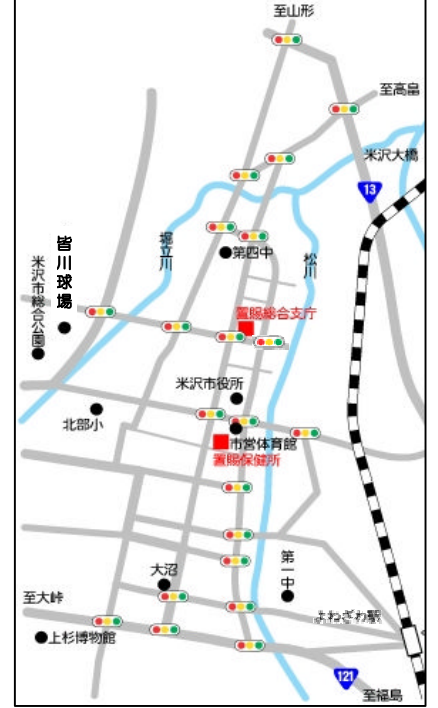 至山形
至高畠
米沢大橋
13
皆川球場
堀立川
第四中
松川
米沢市総合公園
置賜総合支庁
米沢市役所
北部小
市営体育館
置賜保健所
大沼
第一中
至大峠
よねざわ駅
上杉博物館
121
至福島